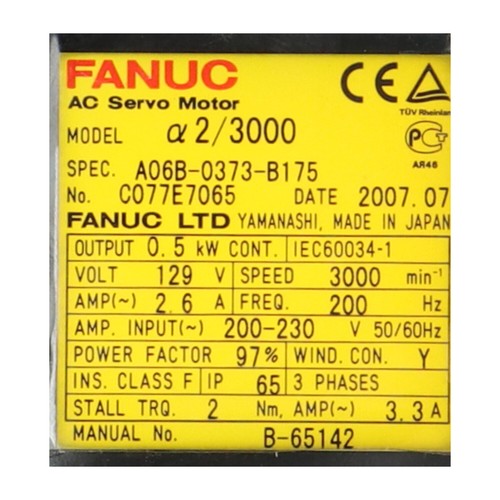 FANUC
AC Servo Motor
CE
TÜV Rheinland
MODEL α2/3000
PCT
АЯ46
SPEC. A06B-0373-B175
No. C077E7065 DATE 2007.07
FANUC LTD YAMANASHI, MADE IN JAPAN
OUTPUT 0.5 kW CONT. IEC60034-1
VOLT 129 V SPEED 3000 min⁻¹
AMP(~) 2.6 A FREQ. 200 Hz
AMP. INPUT(~) 200-230 V 50/60Hz
POWER FACTOR 97% WIND. CON. Y
INS. CLASS F IP 65 3 PHASES
STALL TRQ. 2 Nm, AMP(~) 3.3 A
MANUAL No. B-65142